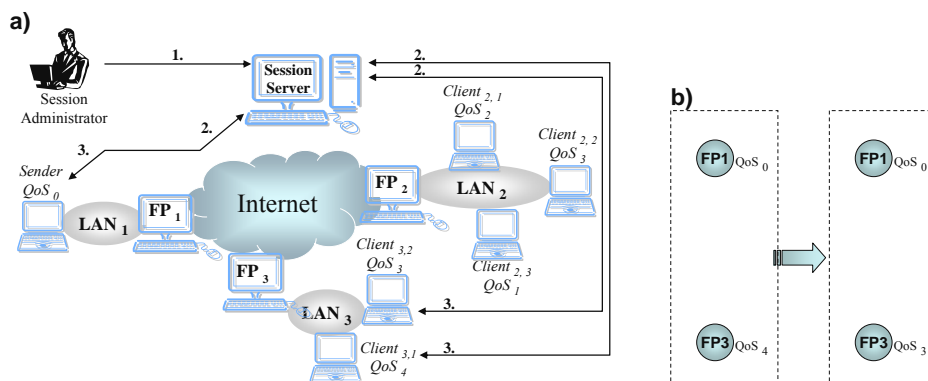 a)
1.
Session
Administrator
Session
Server
2.
2.
2.
3.
Sender
QoS 0
LAN 1
FP 1
Internet
FP 2
LAN 2
Client 2, 1
QoS 2
Client 2, 2
QoS 3
Client 2, 3
QoS 1
FP 3
LAN 3
Client 3,2
QoS 3
3.
Client 3,1
QoS 4
3.
b)
FP1 QoS 0
FP1 QoS 0
FP3 QoS 4
FP3 QoS 3